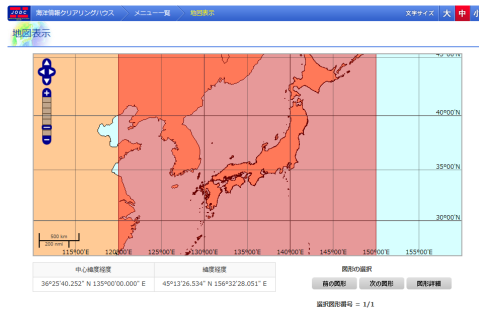 JODC 海洋情報クリアリングハウス メニュー一覧 地図表示
文字サイズ 大 中 小
地図表示
45°00'N
40°00'N
35°00'N
30°00'N
500 km
200 nmi
115°00'E 120°00'E 125°00'E 130°00'E 135°00'E 140°00'E 145°00'E 150°00'E 155°00'E
中心緯度経度 緯度経度 図形の選択
36°25'40.252" N 135°00'00.000" E 45°13'26.534" N 156°32'28.051" E 前の図形 次の図形 図形詳細
選択図形番号 = 1/1